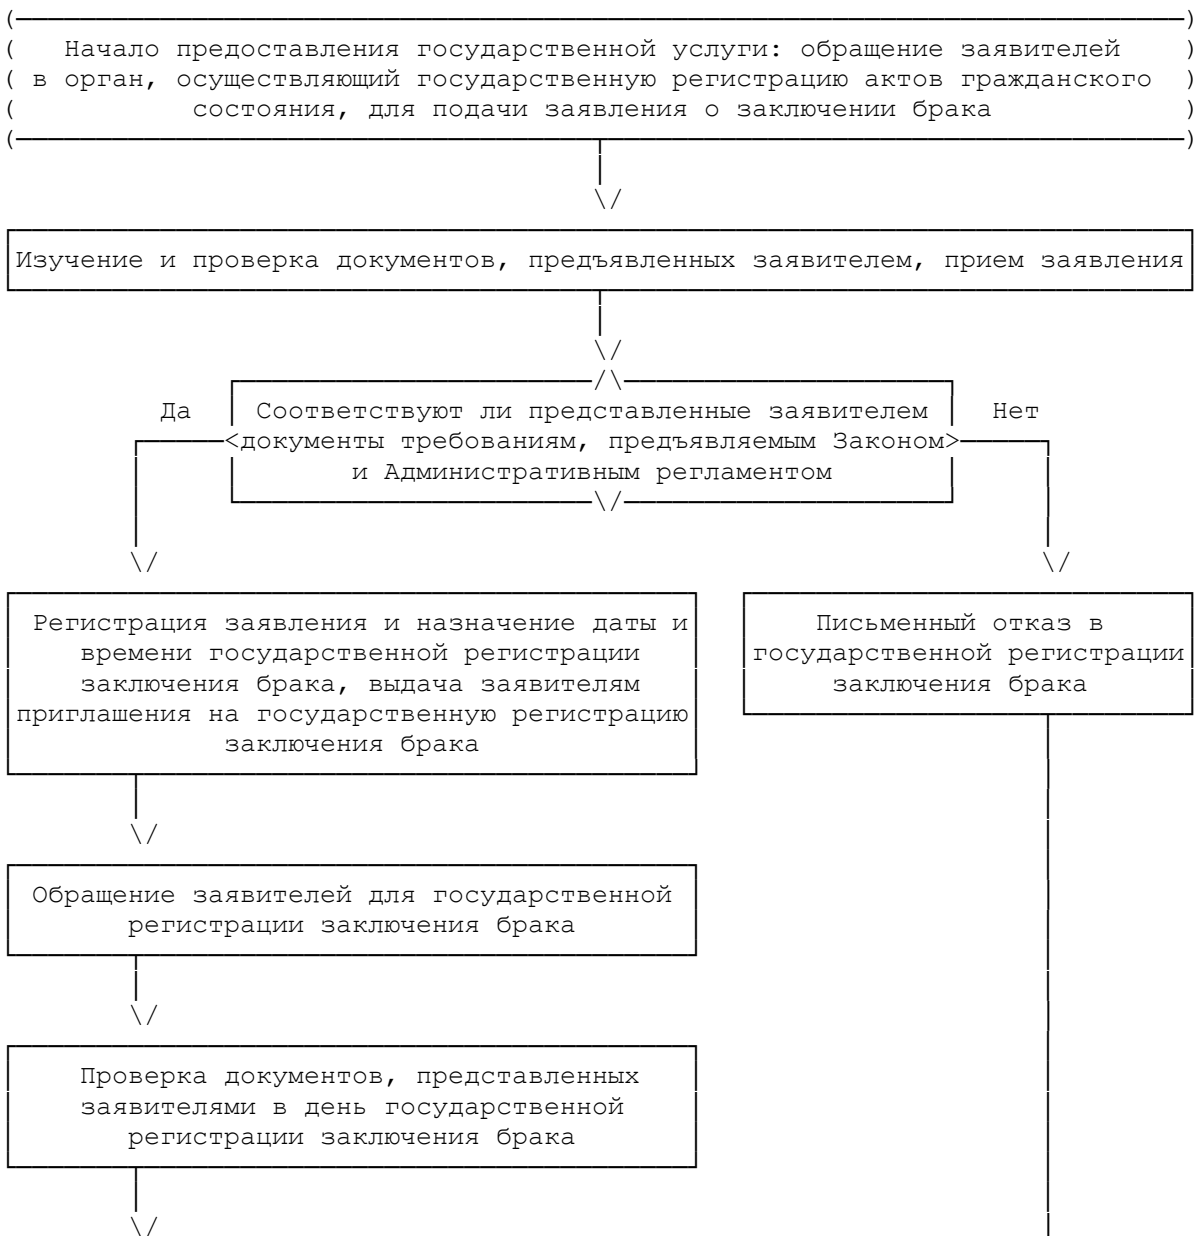 Начало предоставления государственной услуги: обращение заявителей
в орган, осуществляющий государственную регистрацию актов гражданского
состояния, для подачи заявления о заключении брака
Изучение и проверка документов, предъявленных заявителем, прием заявления
Да
Соответствуют ли представленные заявителем
Нет
документы требованиям, предъявляемым Законом
и Административным регламентом
Регистрация заявления и назначение даты и
времени государственной регистрации
заключения брака, выдача заявителям
приглашения на государственную регистрацию
заключения брака
Письменный отказ в
государственной регистрации
заключения брака
Обращение заявителей для государственной
регистрации заключения брака
Проверка документов, представленных
заявителями в день государственной
регистрации заключения брака